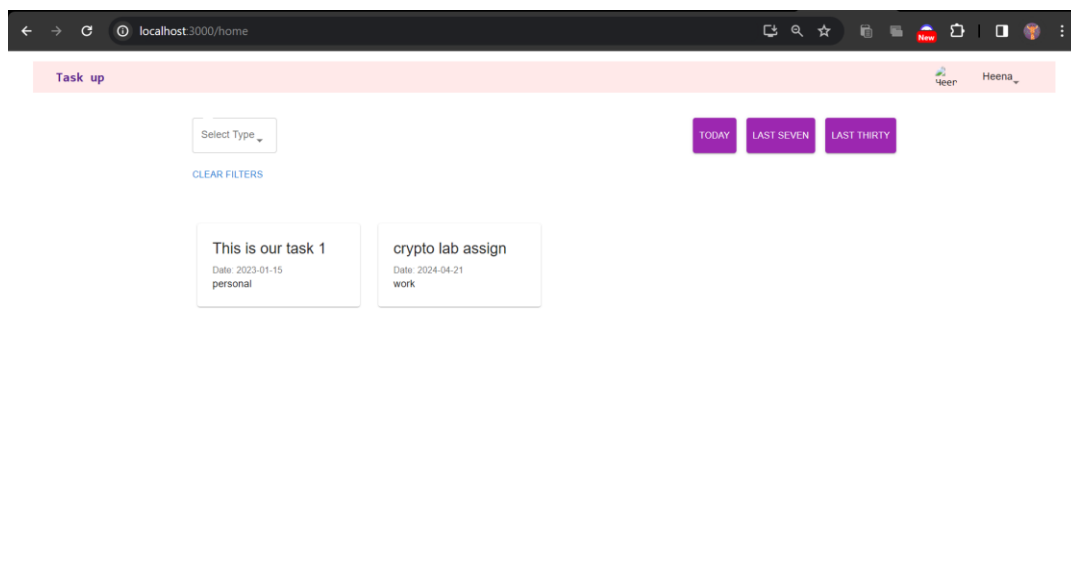 localhost:3000/home
New
Task up
Heena
Select Type
TODAY
LAST SEVEN
LAST THIRTY
CLEAR FILTERS
This is our task 1
Date: 2023-01-15
personal
crypto lab assign
Date: 2024-04-21
work